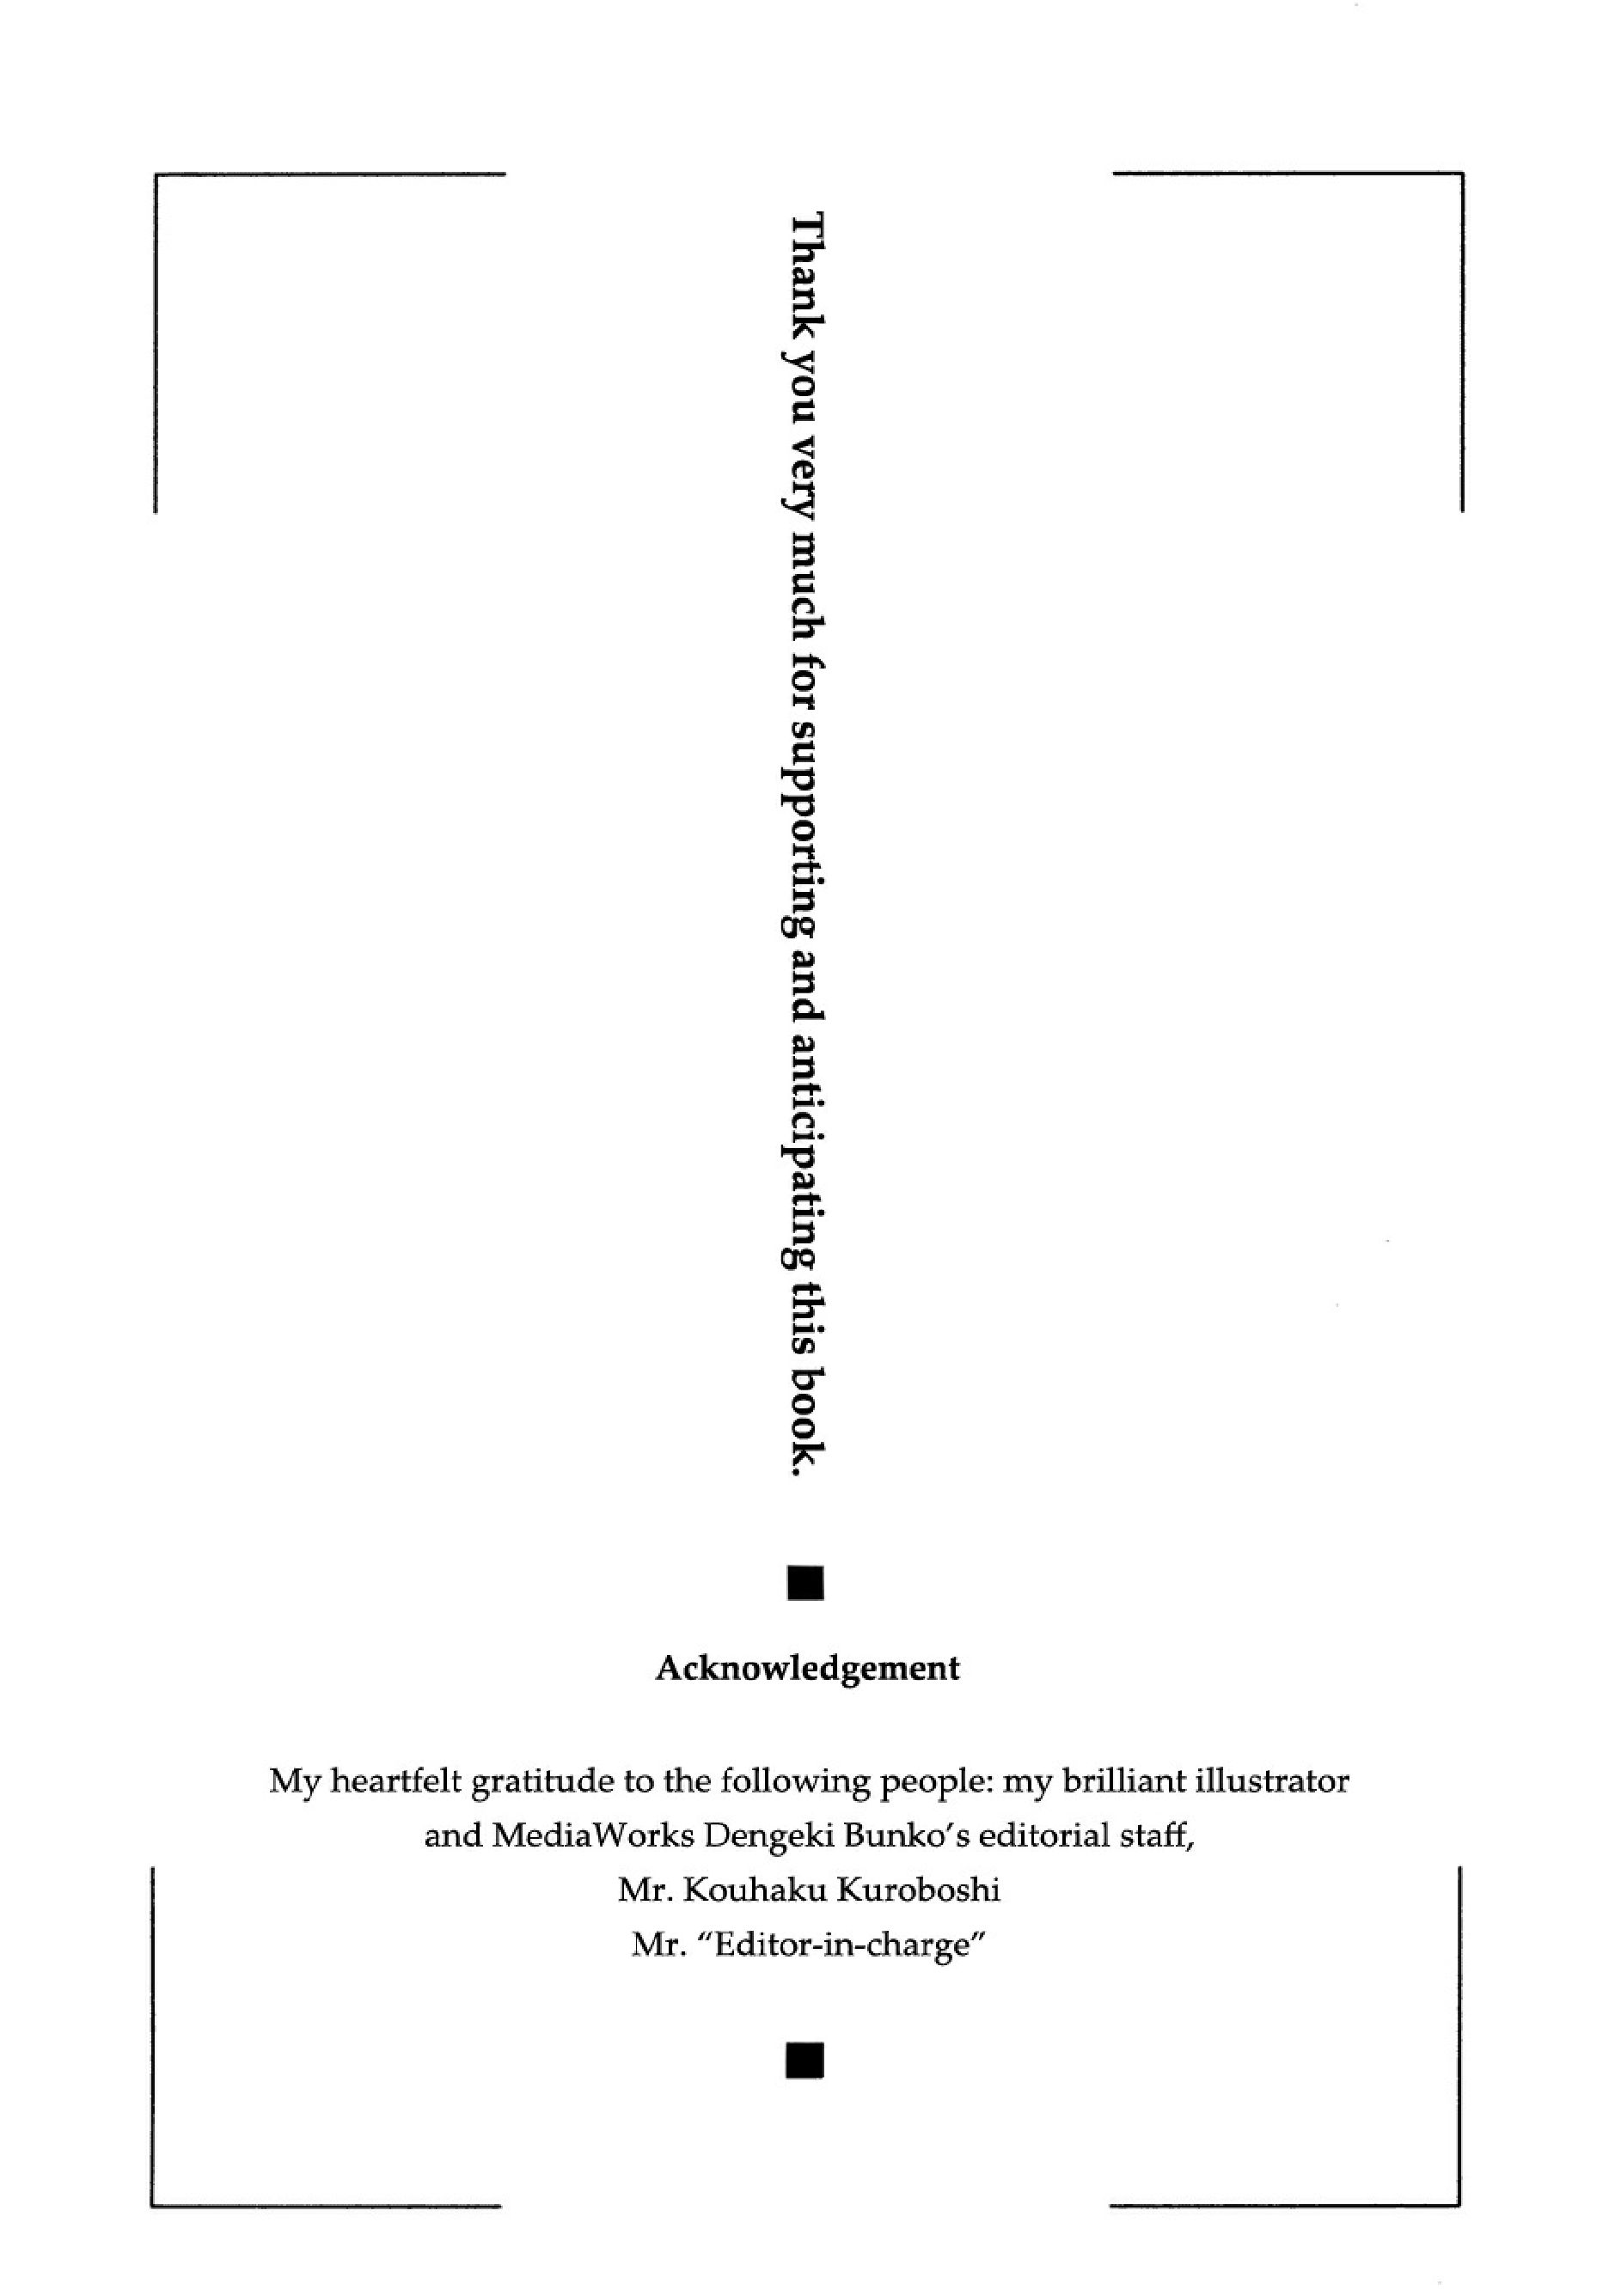 Thank you very much for supporting and anticipating this book.
Acknowledgement
My heartfelt gratitude to the following people: my brilliant illustrator
and MediaWorks Dengeki Bunko's editorial staff,
Mr. Kouhaku Kuroboshi
Mr. “Editor-in-charge”